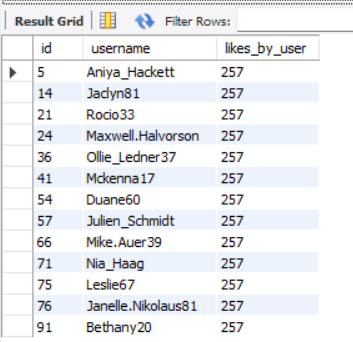 Result Grid Filter Rows:
id username likes_by_user
5 Aniya_Hackett 257
14 Jaclyn81 257
21 Rocio33 257
24 Maxwell.Halvorson 257
36 Ollie_Ledner37 257
41 Mckenna17 257
54 Duane60 257
57 Julien_Schmidt 257
66 Mike.Auer39 257
71 Nia_Haag 257
75 Leslie67 257
76 Janelle.Nikolaus81 257
91 Bethany20 257